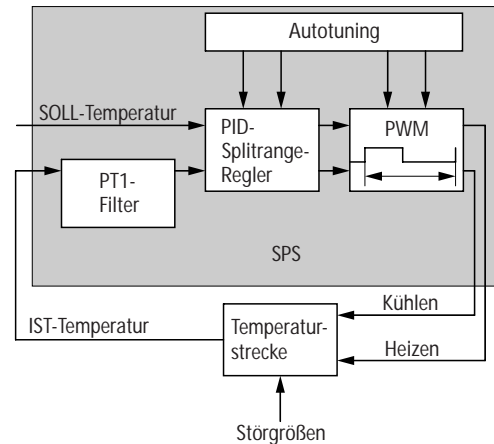 Autotuning
SOLL-Temperatur
PID-
Splitrange-
Regler
PWM
PT1-
Filter
SPS
Kühlen
IST-Temperatur
Temperatur-
strecke
Heizen
Störgrößen